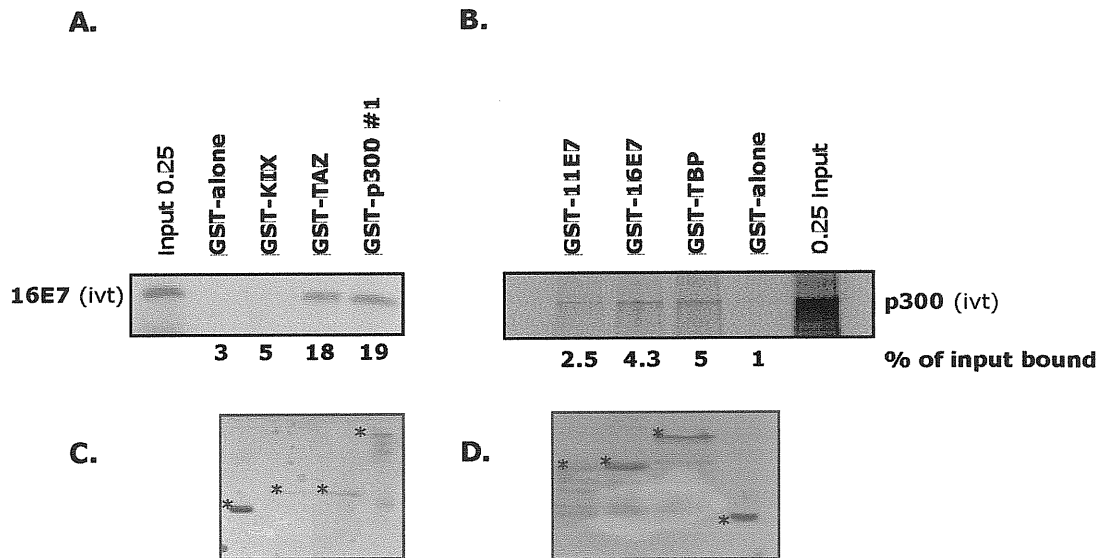 A.
Input 0.25
GST-alone
GST-KIX
GST-TAZ
GST-p300 #1
16E7 (ivt)
3 5 18 19
B.
GST-11E7
GST-16E7
GST-TBP
GST-alone
0.25 input
p300 (ivt)
2.5 4.3 5 1 % of input bound
C.
* * * *
D.
* * * *